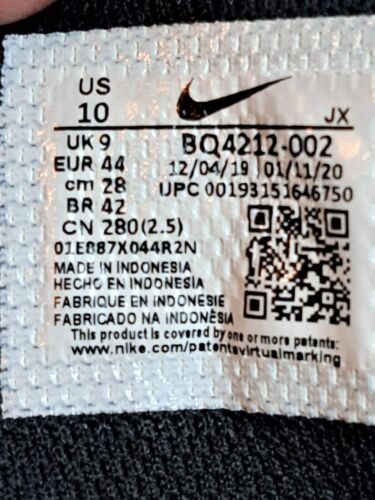 US
10
JX
UK 9
BQ4212-002
EUR 44
12/04/19 01/11/20
cm 28
UPC 00193151646750
BR 42
CN 280(2.5)
01E887X044R2N
MADE IN INDONESIA
HECHO EN INDONESIA
FABRIQUE EN INDONESIE
FABRICADO NA INDONÉSIA
This product is covered by one or more patents:
www.nike.com/patentsvirtualmarking